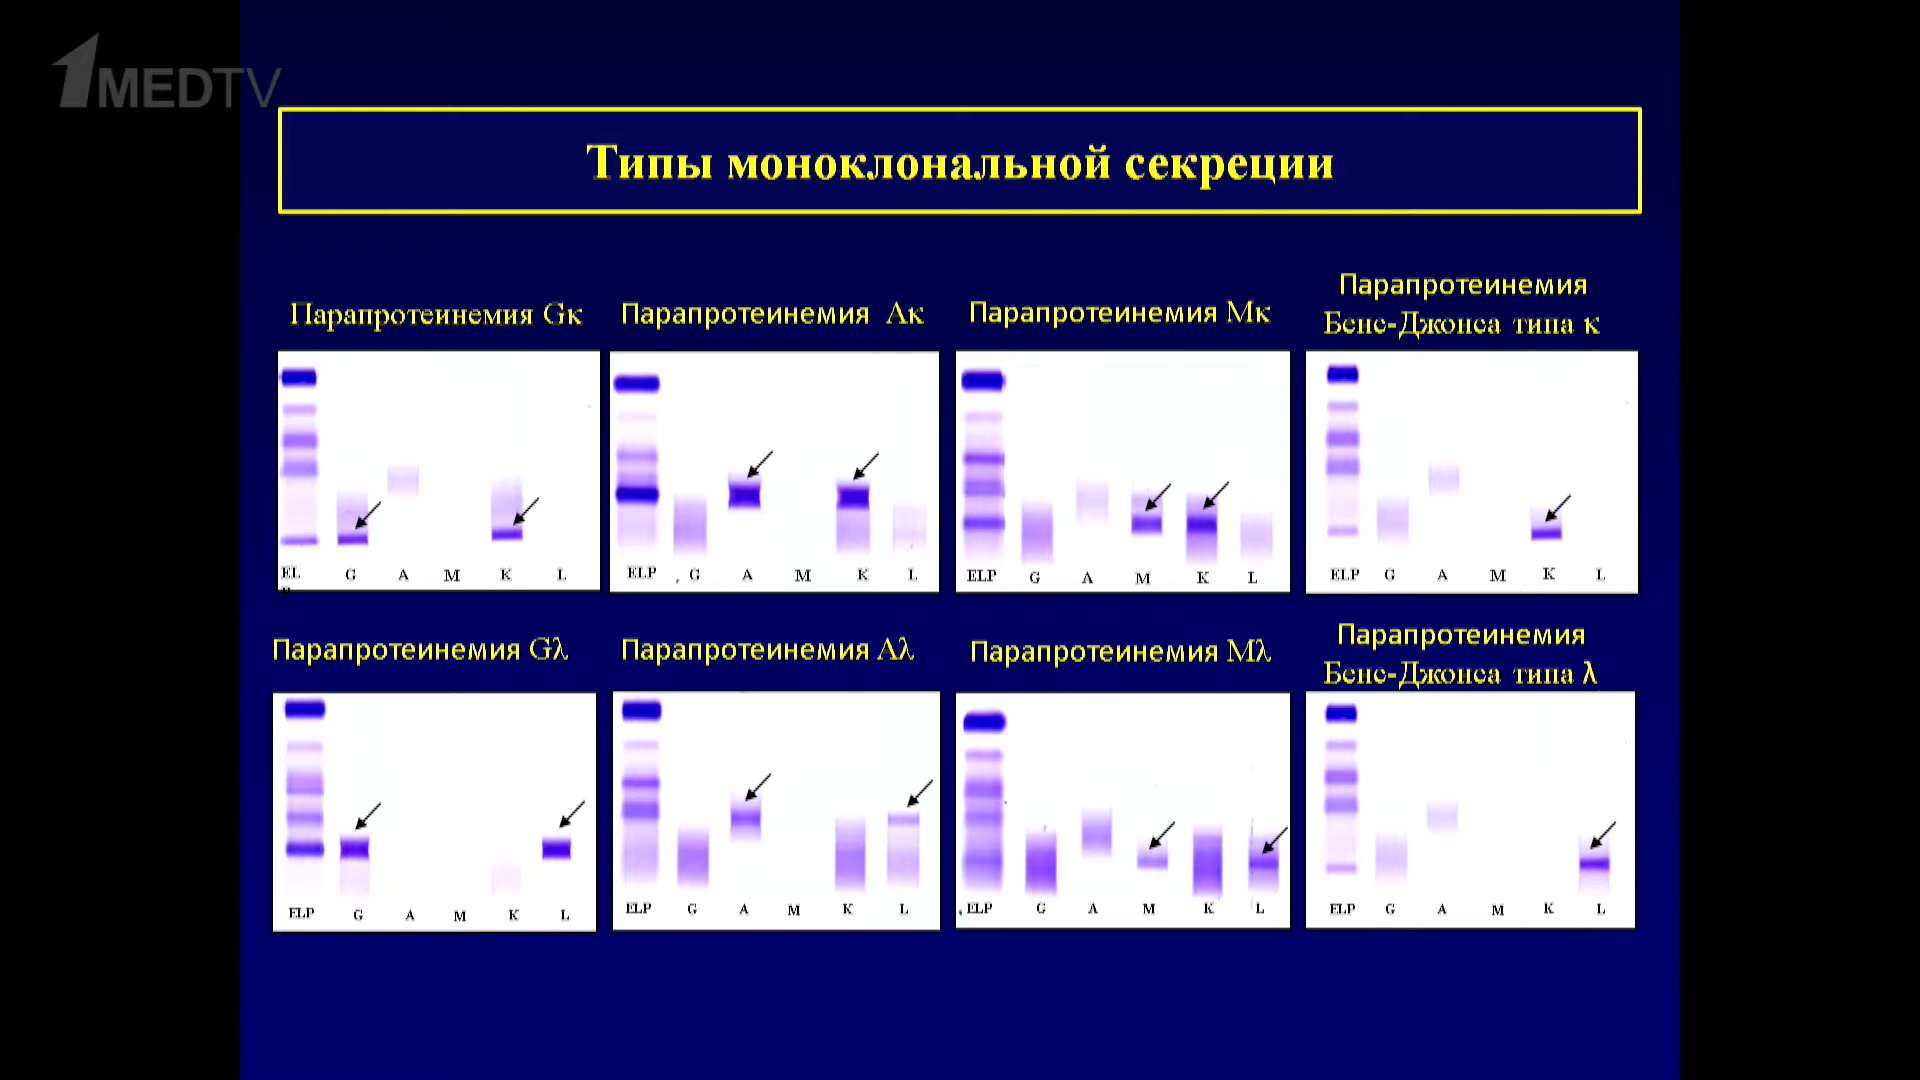 1MEDTV
Типы моноклональной секреции
Парапротеинемия Gκ
Парапротеинемия Aκ
Парапротеинемия Mκ
Парапротеинемия
Бенс-Джонса типа κ
EL
P
G A M K L
ELP G A M K L
ELP G A M K L
ELP G A M K L
Парапротеинемия Gλ
Парапротеинемия Aλ
Парапротеинемия Mλ
Парапротеинемия
Бенс-Джонса типа λ
ELP G A M K L
ELP G A M K L
ELP G A M K L
ELP G A M K L